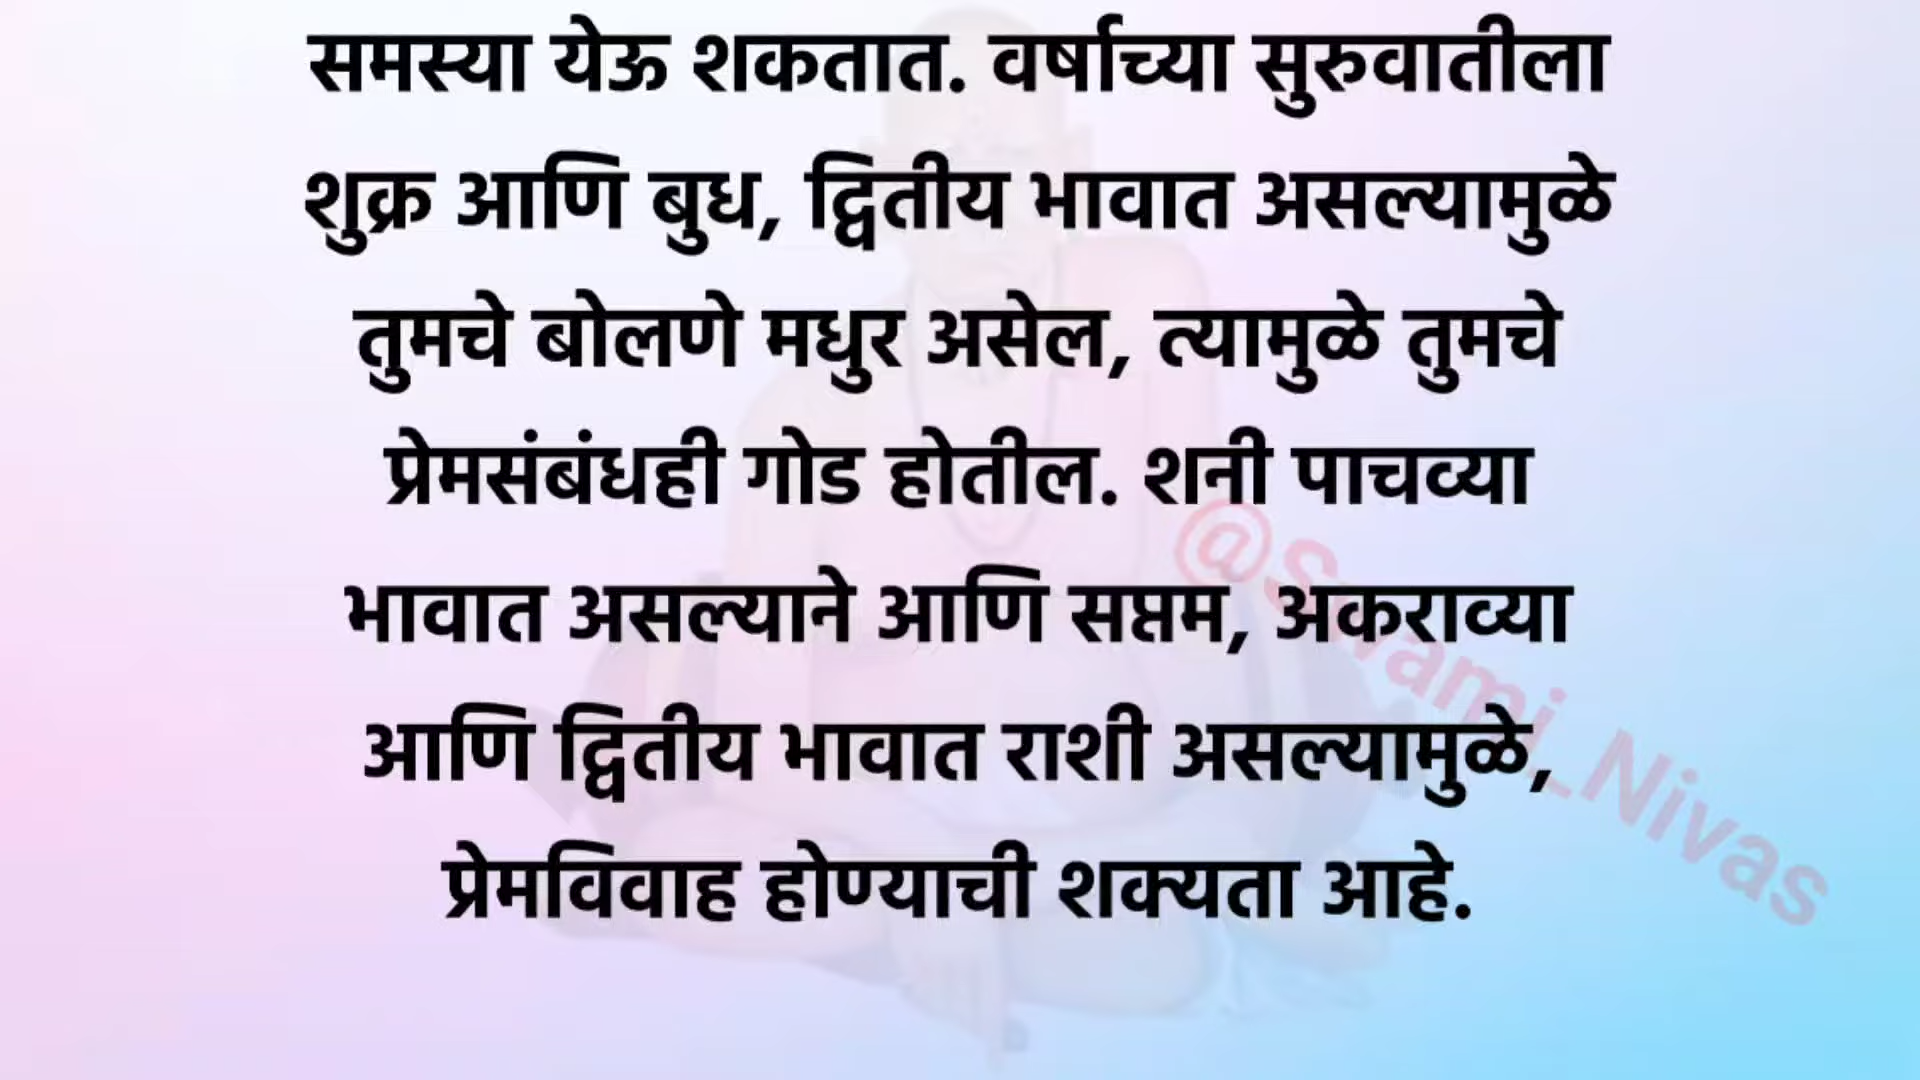 समस्या येऊ शकतात. वर्षाच्या सुरुवातीला
शुक्र आणि बुध, द्वितीय भावात असल्यामुळे
तुमचे बोलणे मधुर असेल, त्यामुळे तुमचे
प्रेमसंबंधही गोड होतील. शनी पाचव्या
भावात असल्याने आणि सप्तम, अकराव्या
आणि द्वितीय भावात राशी असल्यामुळे,
प्रेमविवाह होण्याची शक्यता आहे.
@Swami_Nivas